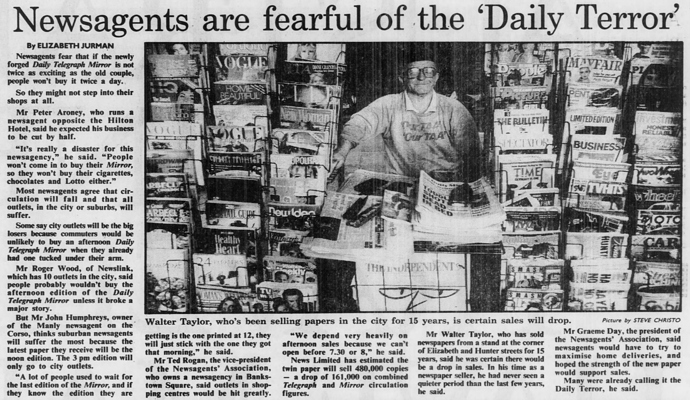 Newsagents are fearful of the ‘Daily Terror’
By ELIZABETH JURMAN
Newsagents fear that if the newly
forged Daily Telegraph Mirror is not
twice as exciting as the old couple,
people won't buy it twice a day.
So they might not step into their
shops at all.
Mr Peter Aroney, who runs a
newsagent opposite the Hilton
Hotel, said he expected his business
to be cut by half.
"It's really a disaster for this
newsagency," he said. "People
won't come in to buy their Mirror,
so they won't buy their cigarettes,
chocolates and Lotto either."
Most newsagents agree that cir-
culation will fall and that all
outlets, in the city or suburbs, will
suffer.
Some say city outlets will be the big
losers because commuters would be
unlikely to buy an afternoon Daily
Telegraph Mirror when they already
had one tucked under their arm.
Mr Roger Wood, of Newslink,
which has 10 outlets in the city, said
people probably wouldn't buy the
afternoon edition of the Daily
Telegraph Mirror unless it broke a
major story.
But Mr John Humphreys, owner
of the Manly newsagent on the
Corso, thinks suburban newsagents
will suffer the most because the
latest paper they receive will be the
noon edition. The 3 pm edition will
only go to city outlets.
"A lot of people used to wait for
the last edition of the Mirror, and if
they know the edition they are
VOGUE
VOGUE
MAYFAIR
THE BULLETIN
LIMITED EDITION
BUSINESS
TIME
New Idea
CAR
THE INDEPENDENT
Walter Taylor, who's been selling papers in the city for 15 years, is certain sales will drop.
Picture by STEVE CHRISTO
getting in the one printed at 12, they
will just stick with the one they got
that morning," he said.
Mr Ted Rogan, the vice-president
of the Newsagents' Association,
who owns a newsagency in Banks-
town Square, said outlets in shop-
ping centres would be hit greatly.
"We depend very heavily on
afternoon sales because we can't
open before 7.30 or 8," he said.
News Limited has estimated the
twin paper will sell 480,000 copies
— a drop of 161,000 on combined
Telegraph and Mirror circulation
figures.
Mr Walter Taylor, who has sold
newspapers from a stand at the corner
of Elizabeth and Hunter streets for 15
years, said he was certain there would
be a drop in sales. In his time as a
newspaper seller, he had never seen a
quieter period than the last few years,
he said.
Mr Graeme Day, the president of
the Newsagents' Association, said
newsagents would have to try to
maximise home deliveries, and
hoped the strength of the new paper
would support sales.
Many were already calling it the
Daily Terror, he said.